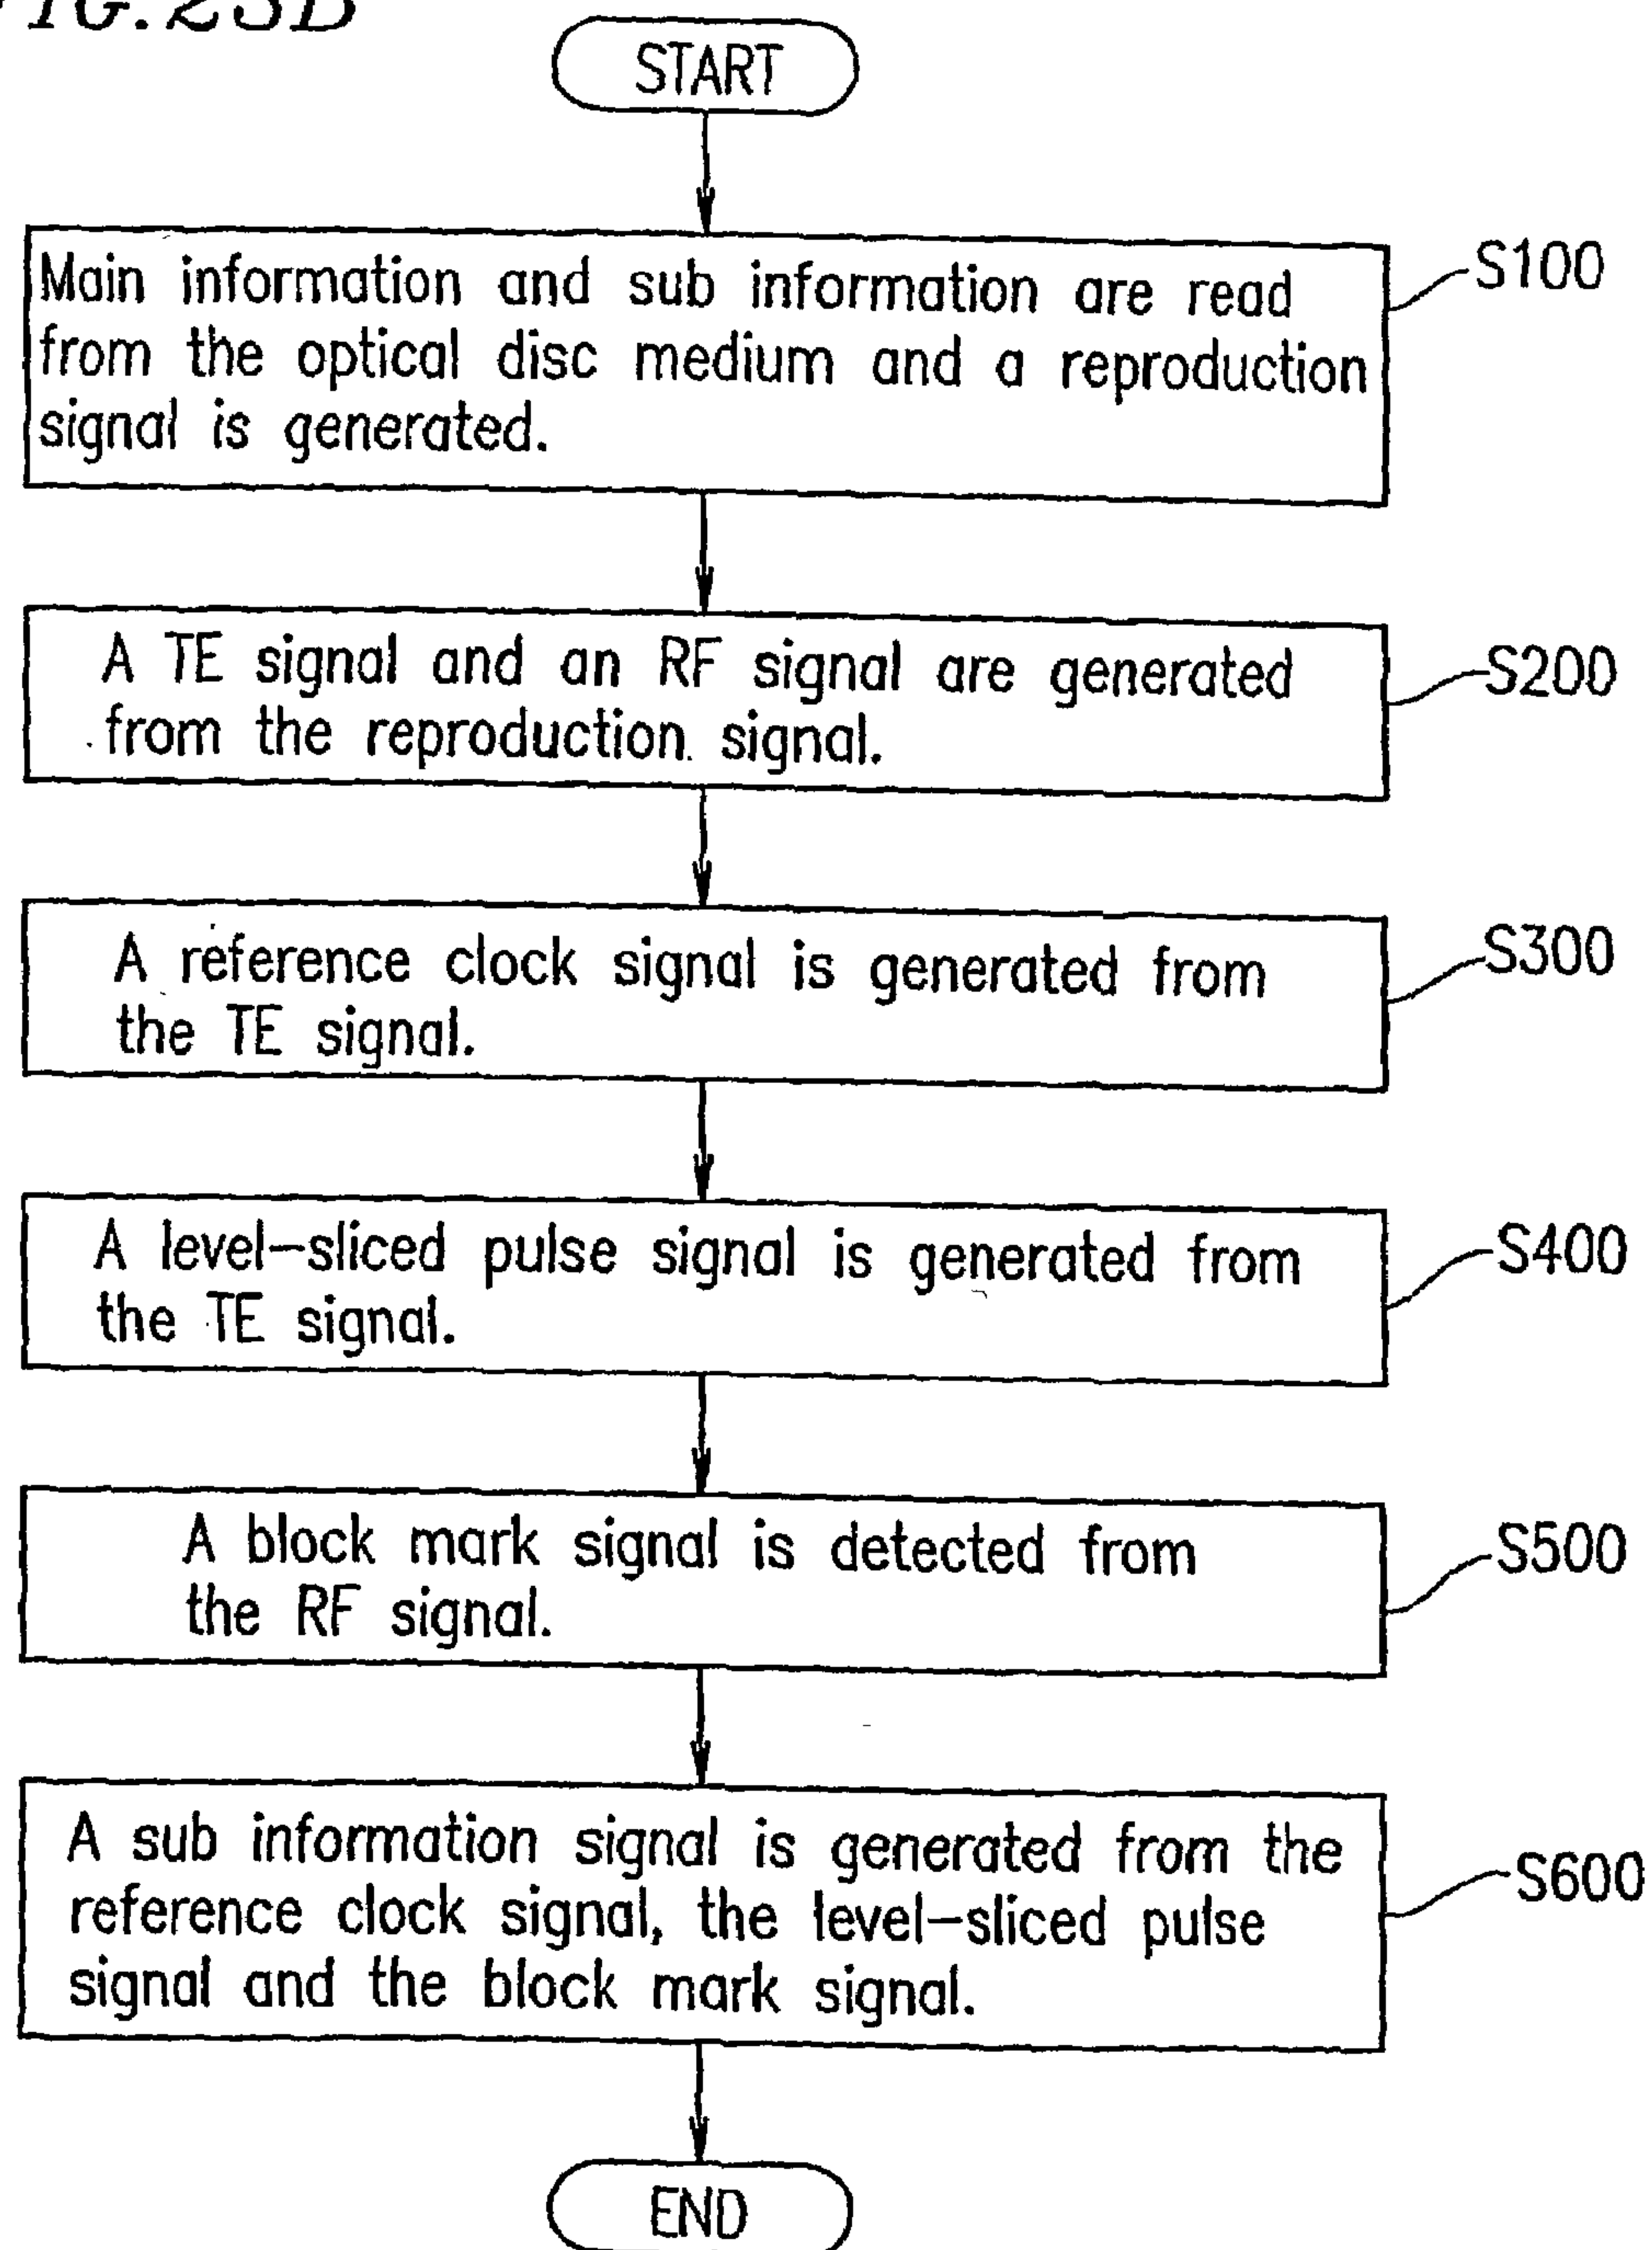 FIG. 23B
START
Main information and sub information are read
from the optical disc medium and a reproduction
signal is generated.
S100
A TE signal and an RF signal are generated
from the reproduction signal.
S200
A reference clock signal is generated from
the TE signal.
S300
A level-sliced pulse signal is generated from
the TE signal.
S400
A block mark signal is detected from
the RF signal.
S500
A sub information signal is generated from the
reference clock signal, the level-sliced pulse
signal and the block mark signal.
S600
END